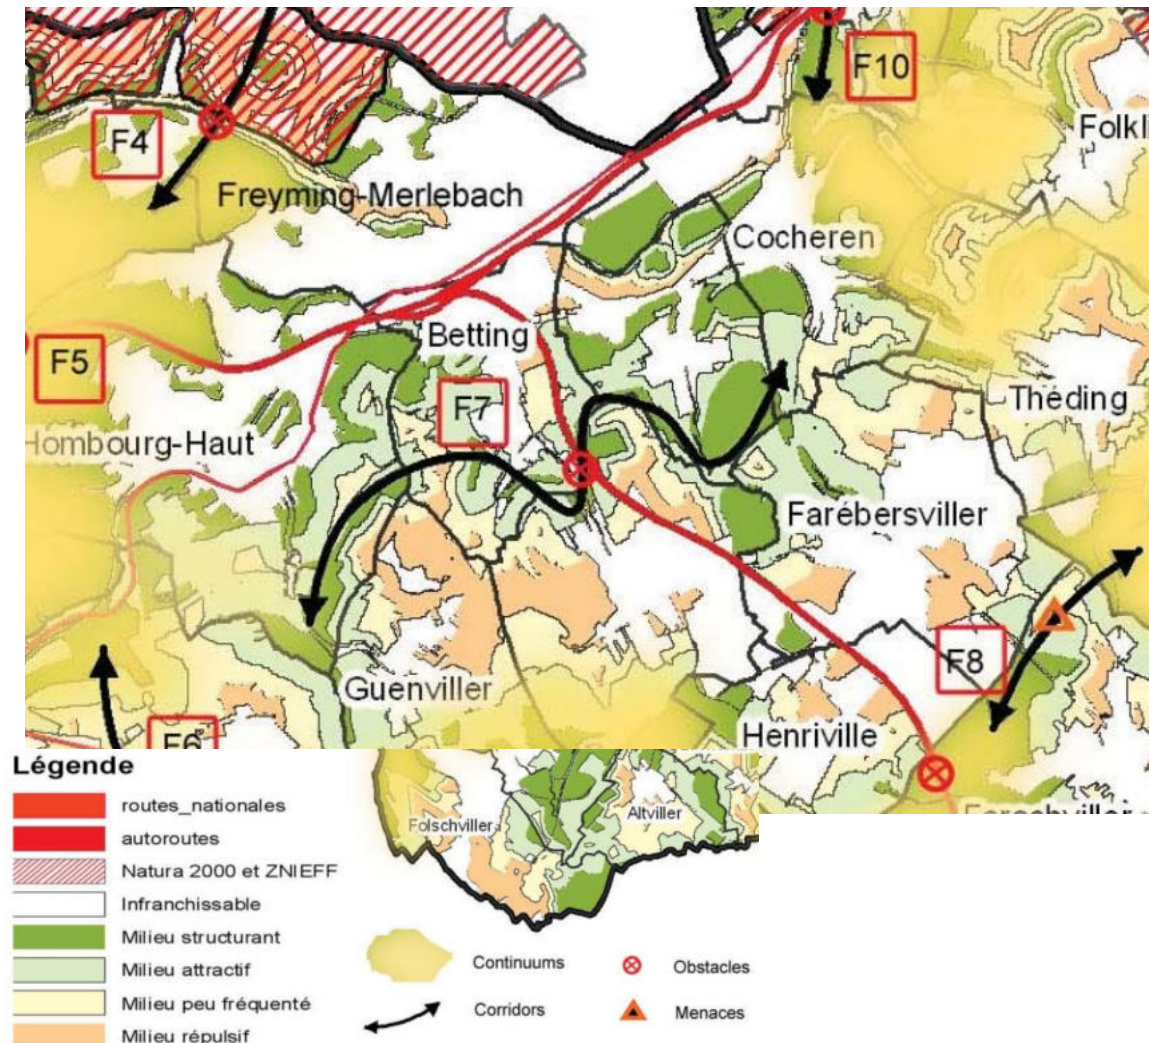 F10
F4
Folkli
Freyming-Merlebach
Cocheren
Betting
F5
F7
Théding
Hombourg-Haut
Farébersviller
F8
Guenviller
F6
Henriville
Légende
routes_nationales
Folschviller
Altviller
autoroutes
Natura 2000 et ZNIEFF
Infranchissable
Milieu structurant
Milieu attractif
Continuums
Obstacles
Milieu peu fréquenté
Corridors
Menaces
Milieu répulsif